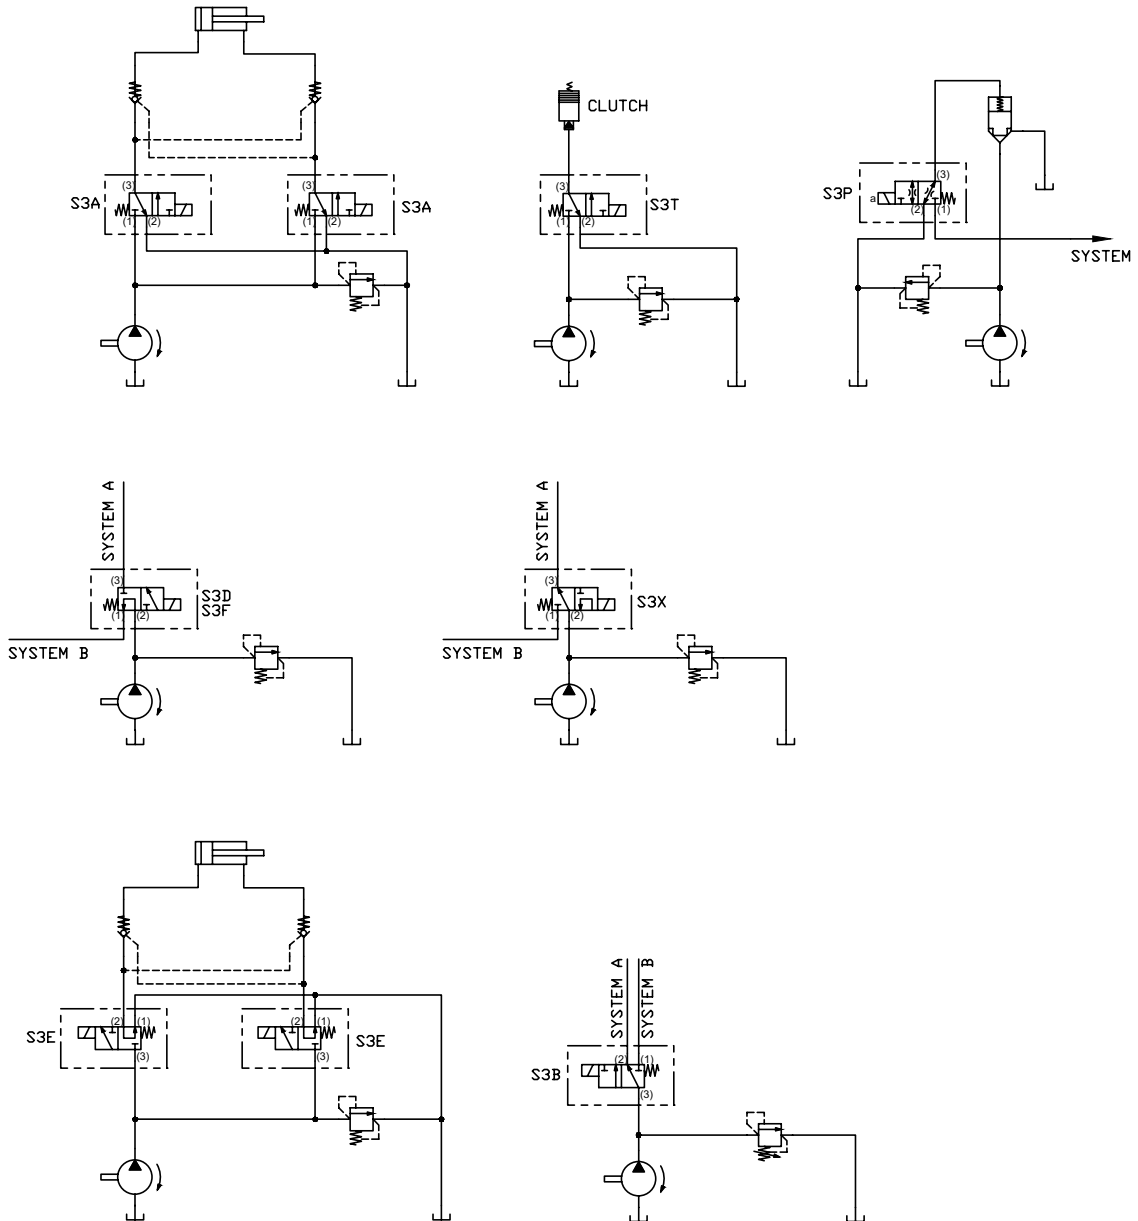 CLUTCH
(3)
(1)
(2)
S3A
(3)
(1)
(2)
S3A
(3)
(1)
(2)
S3T
S3P
a
(3)
(2)
(1)
SYSTEM
SYSTEM A
(3)
(1)
(2)
S3D
S3F
SYSTEM B
SYSTEM A
(3)
(1)
(2)
S3X
SYSTEM B
S3E
(2)
(1)
(3)
(2)
(1)
(3)
S3E
SYSTEM A
SYSTEM B
S3B
(2)
(1)
(3)